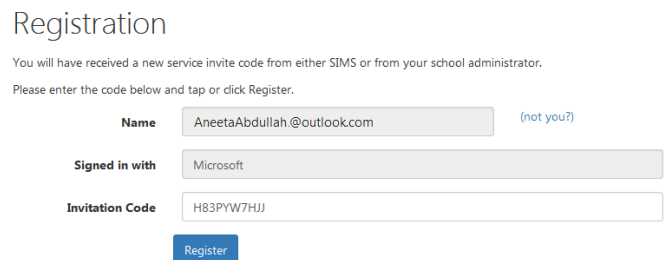 Registration
You will have received a new service invite code from either SIMS or from your school administrator.
Please enter the code below and tap or click Register.
Name AneetaAbdullah.@outlook.com (not you?)
Signed in with Microsoft
Invitation Code H83PYW7HJJ
Register